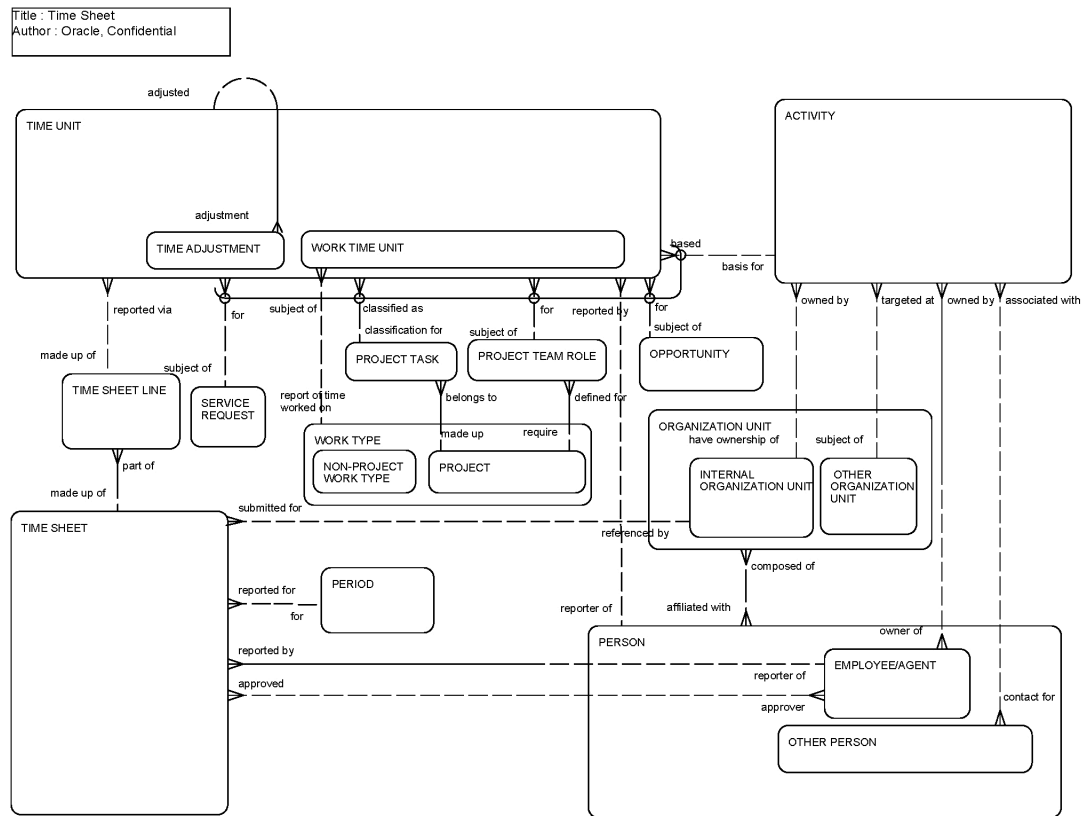 Title : Time Sheet
Author : Oracle, Confidential
adjusted
TIME UNIT
ACTIVITY
adjustment
TIME ADJUSTMENT
WORK TIME UNIT
based
basis for
reported via
for
subject of
classified as
for
reported by
for
owned by
targeted at
owned by
associated with
classification for
subject of
subject of
made up of
subject of
PROJECT TASK
PROJECT TEAM ROLE
OPPORTUNITY
TIME SHEET LINE
SERVICE
REQUEST
report of time
worked on
belongs to
defined for
ORGANIZATION UNIT
have ownership of
subject of
WORK TYPE
made up
require
part of
NON-PROJECT
WORK TYPE
PROJECT
INTERNAL
ORGANIZATION UNIT
OTHER
ORGANIZATION
UNIT
made up of
submitted for
TIME SHEET
referenced by
composed of
reported for
PERIOD
for
reporter of
affiliated with
PERSON
owner of
reported by
EMPLOYEE/AGENT
reporter of
approved
approver
contact for
OTHER PERSON